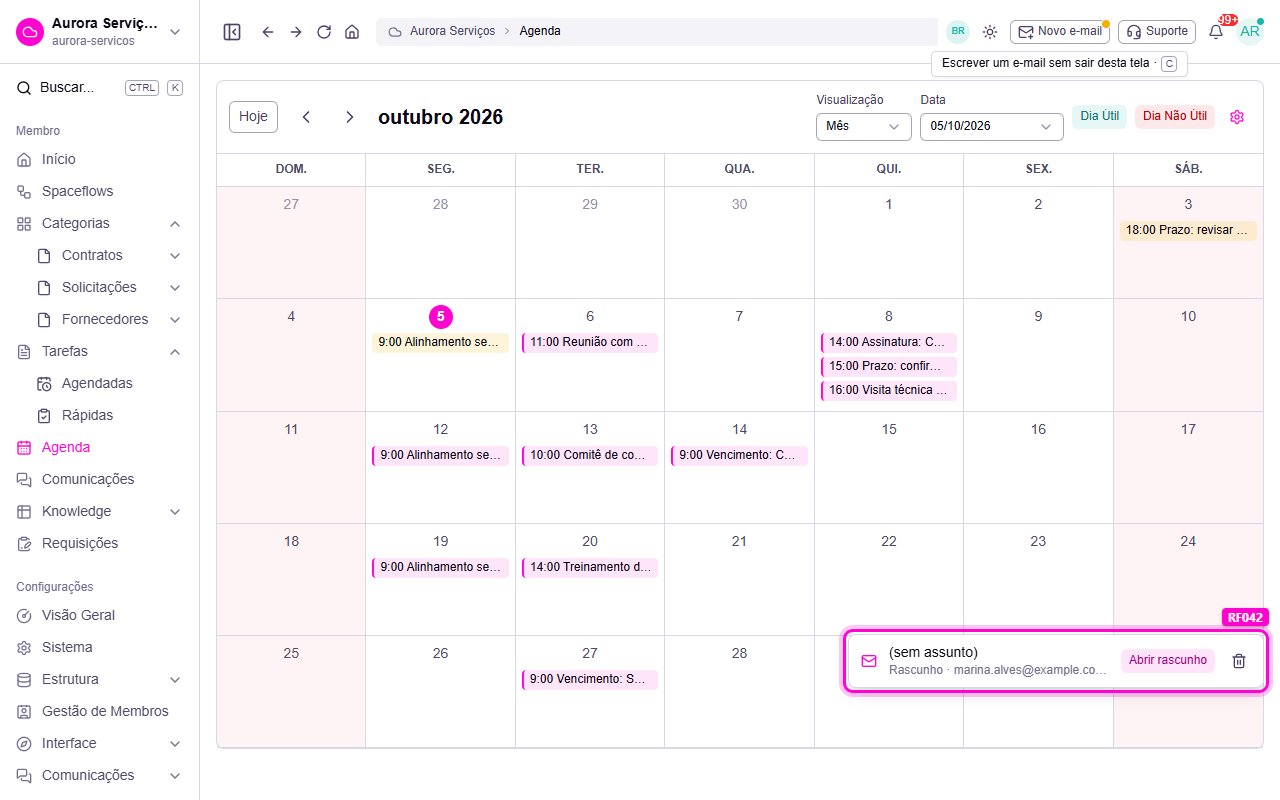 Aurora Serviç...
aurora-servicos
Aurora Serviços
Agenda
BR
Novo e-mail
Suporte
99+
AR
Escrever um e-mail sem sair desta tela · C
Buscar...
CTRL K
Membro
Início
Spaceflows
Categorias
Contratos
Solicitações
Fornecedores
Tarefas
Agendadas
Rápidas
Agenda
Comunicações
Knowledge
Requisições
Configurações
Visão Geral
Sistema
Estrutura
Gestão de Membros
Interface
Comunicações
Hoje
outubro 2026
Visualização
Mês
Data
05/10/2026
Dia Útil
Dia Não Útil
DOM. SEG. TER. QUA. QUI. SEX. SÁB.
27 28 29 30 1 2 3
18:00 Prazo: revisar ...
4 5 6 7 8 9 10
9:00 Alinhamento se...
11:00 Reunião com ...
14:00 Assinatura: C...
15:00 Prazo: confir...
16:00 Visita técnica ...
11 12 13 14 15 16 17
9:00 Alinhamento se...
10:00 Comitê de co...
9:00 Vencimento: C...
18 19 20 21 22 23 24
9:00 Alinhamento se...
14:00 Treinamento d...
25 26 27 28
9:00 Vencimento: S...
RF042
(sem assunto)
Rascunho · marina.alves@example.co...
Abrir rascunho